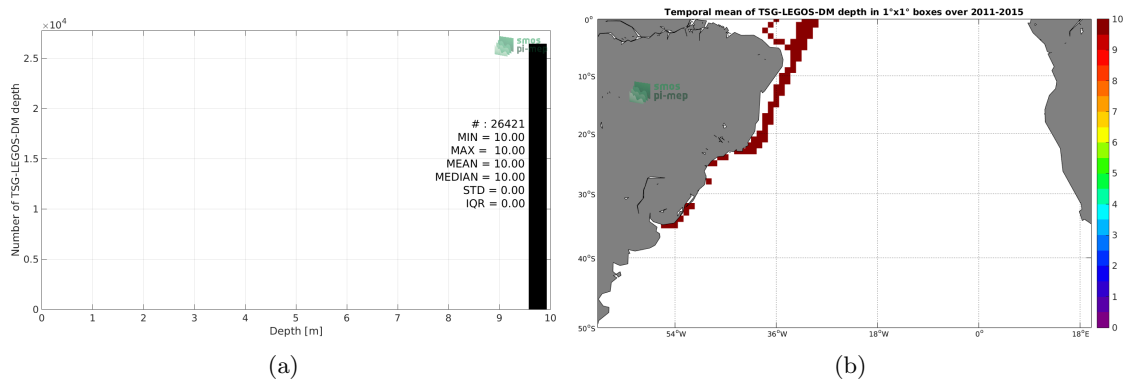 ×10⁴
2.5
2
1.5
1
0.5
0
0 1 2 3 4 5 6 7 8 9 10
Number of TSG-LEGOS-DM depth
Depth [m]
smos
pi-mep
# : 26421
MIN = 10.00
MAX = 10.00
MEAN = 10.00
MEDIAN = 10.00
STD = 0.00
IQR = 0.00
(a)
Temporal mean of TSG-LEGOS-DM depth in 1°x1° boxes over 2011-2015
0°
10°S
20°S
30°S
40°S
50°S
54°W 36°W 18°W 0° 18°E
smos
pi-mep
10
9
8
7
6
5
4
3
2
1
0
(b)